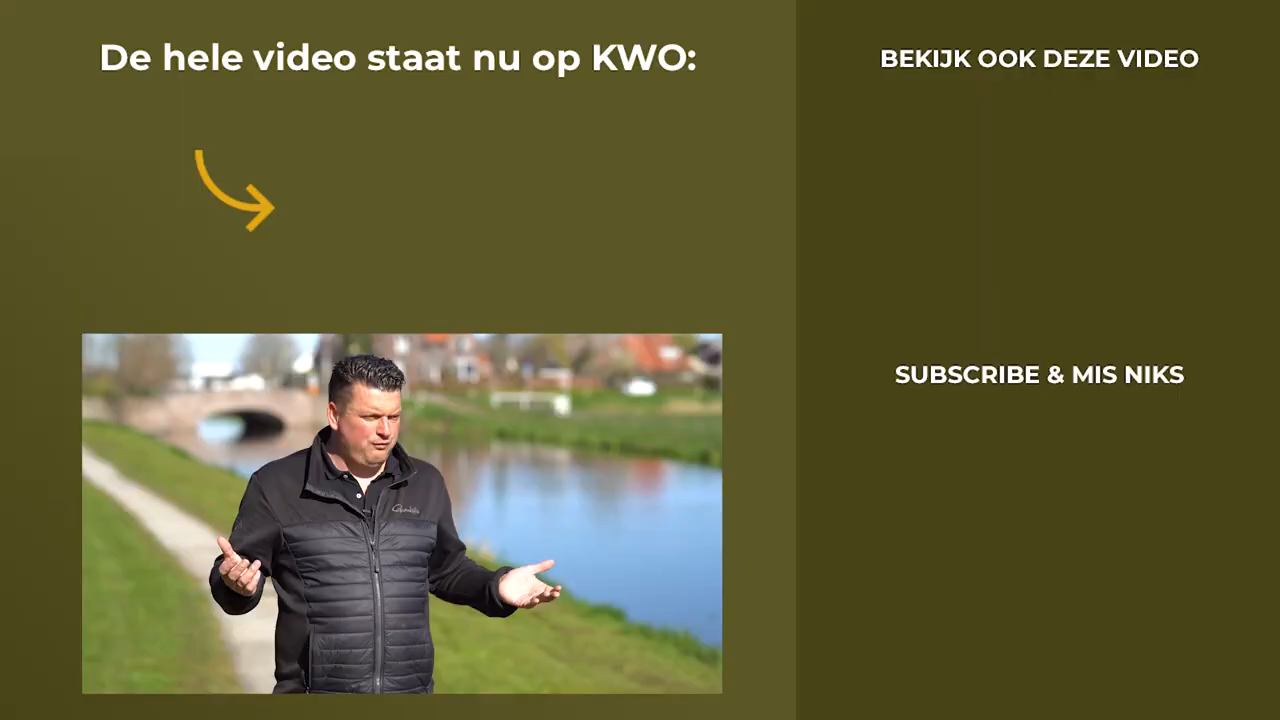 De hele video staat nu op KWO:
BEKIJK OOK DEZE VIDEO
SUBSCRIBE & MIS NIKS